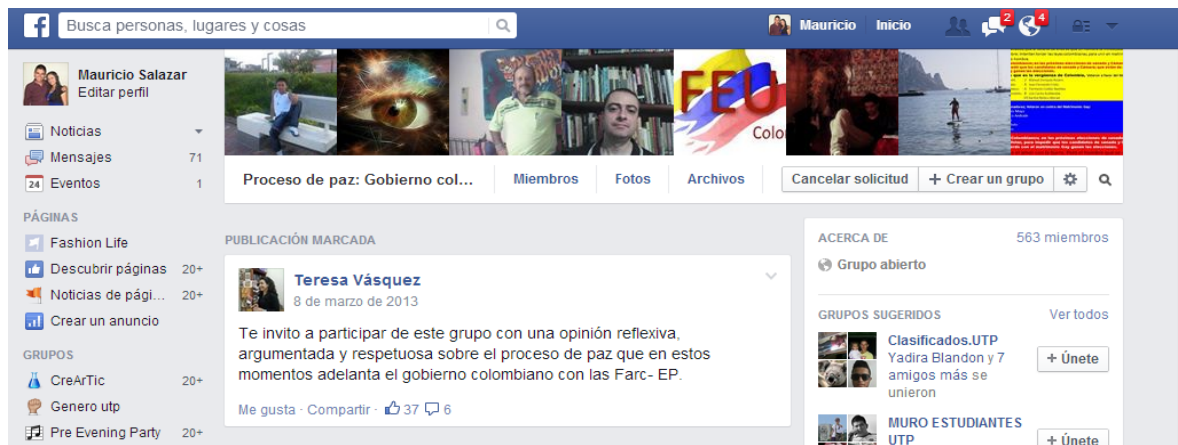 Busca personas, lugares y cosas
Mauricio Inicio 2 4
Mauricio Salazar
Editar perfil
Noticias
Mensajes 71
24 Eventos 1
PÁGINAS
Fashion Life
Descubrir páginas 20+
Noticias de pági... 20+
Crear un anuncio
GRUPOS
CreArTic 20+
Genero utp
Pre Evening Party 20+
FEU
Colo
Proceso de paz: Gobierno col... Miembros Fotos Archivos Cancelar solicitud + Crear un grupo
PUBLICACIÓN MARCADA
Teresa Vásquez
8 de marzo de 2013
Te invito a participar de este grupo con una opinión reflexiva,
argumentada y respetuosa sobre el proceso de paz que en estos
momentos adelanta el gobierno colombiano con las Farc- EP.
Me gusta · Compartir · 37 6
ACERCA DE 563 miembros
Grupo abierto
GRUPOS SUGERIDOS Ver todos
Clasificados.UTP
Yadira Blandon y 7
amigos más se
unieron
+ Únete
MURO ESTUDIANTES
UTP
+ Únete